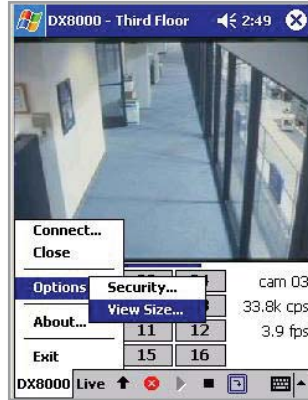 DX8000 - Third Floor 2:49
Connect...
Close
Options
Security...
View Size...
About...
Exit
cam 03
33.8k cps
3.9 fps
11 12
15 16
DX8000 Live